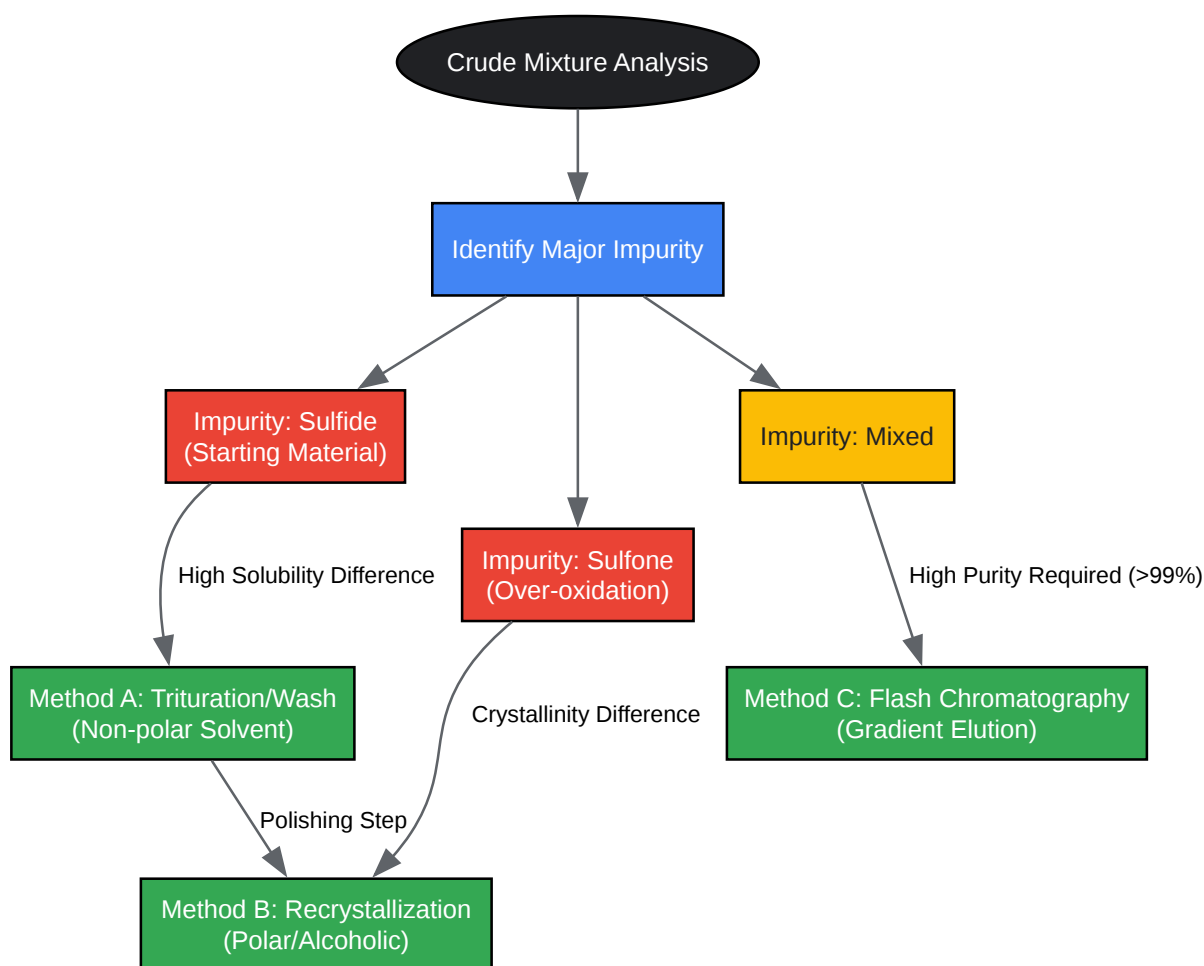 Crude Mixture Analysis
Identify Major Impurity
Impurity: Sulfide
(Starting Material)
Impurity: Mixed
Impurity: Sulfone
(Over-oxidation)
High Solubility Difference
High Purity Required (>99%)
Method A: Trituration/Wash
(Non-polar Solvent)
Crystallinity Difference
Method C: Flash Chromatography
(Gradient Elution)
Polishing Step
Method B: Recrystallization
(Polar/Alcoholic)